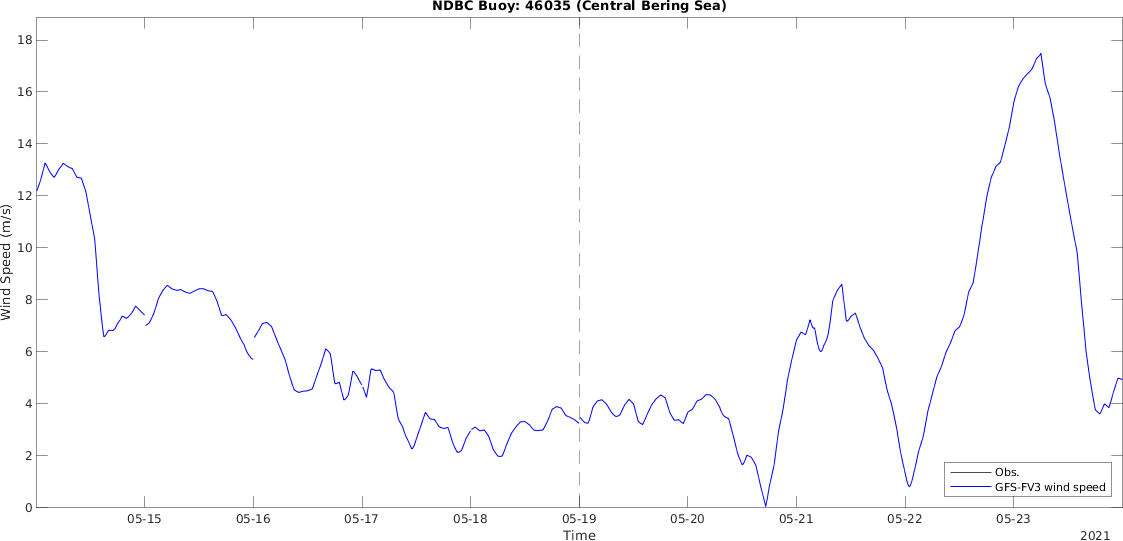 NDBC Buoy: 46035 (Central Bering Sea)
18
16
14
12
10
8
6
4
2
0
Wind Speed (m/s)
Obs.
GFS-FV3 wind speed
05-15 05-16 05-17 05-18 05-19 05-20 05-21 05-22 05-23
Time
2021